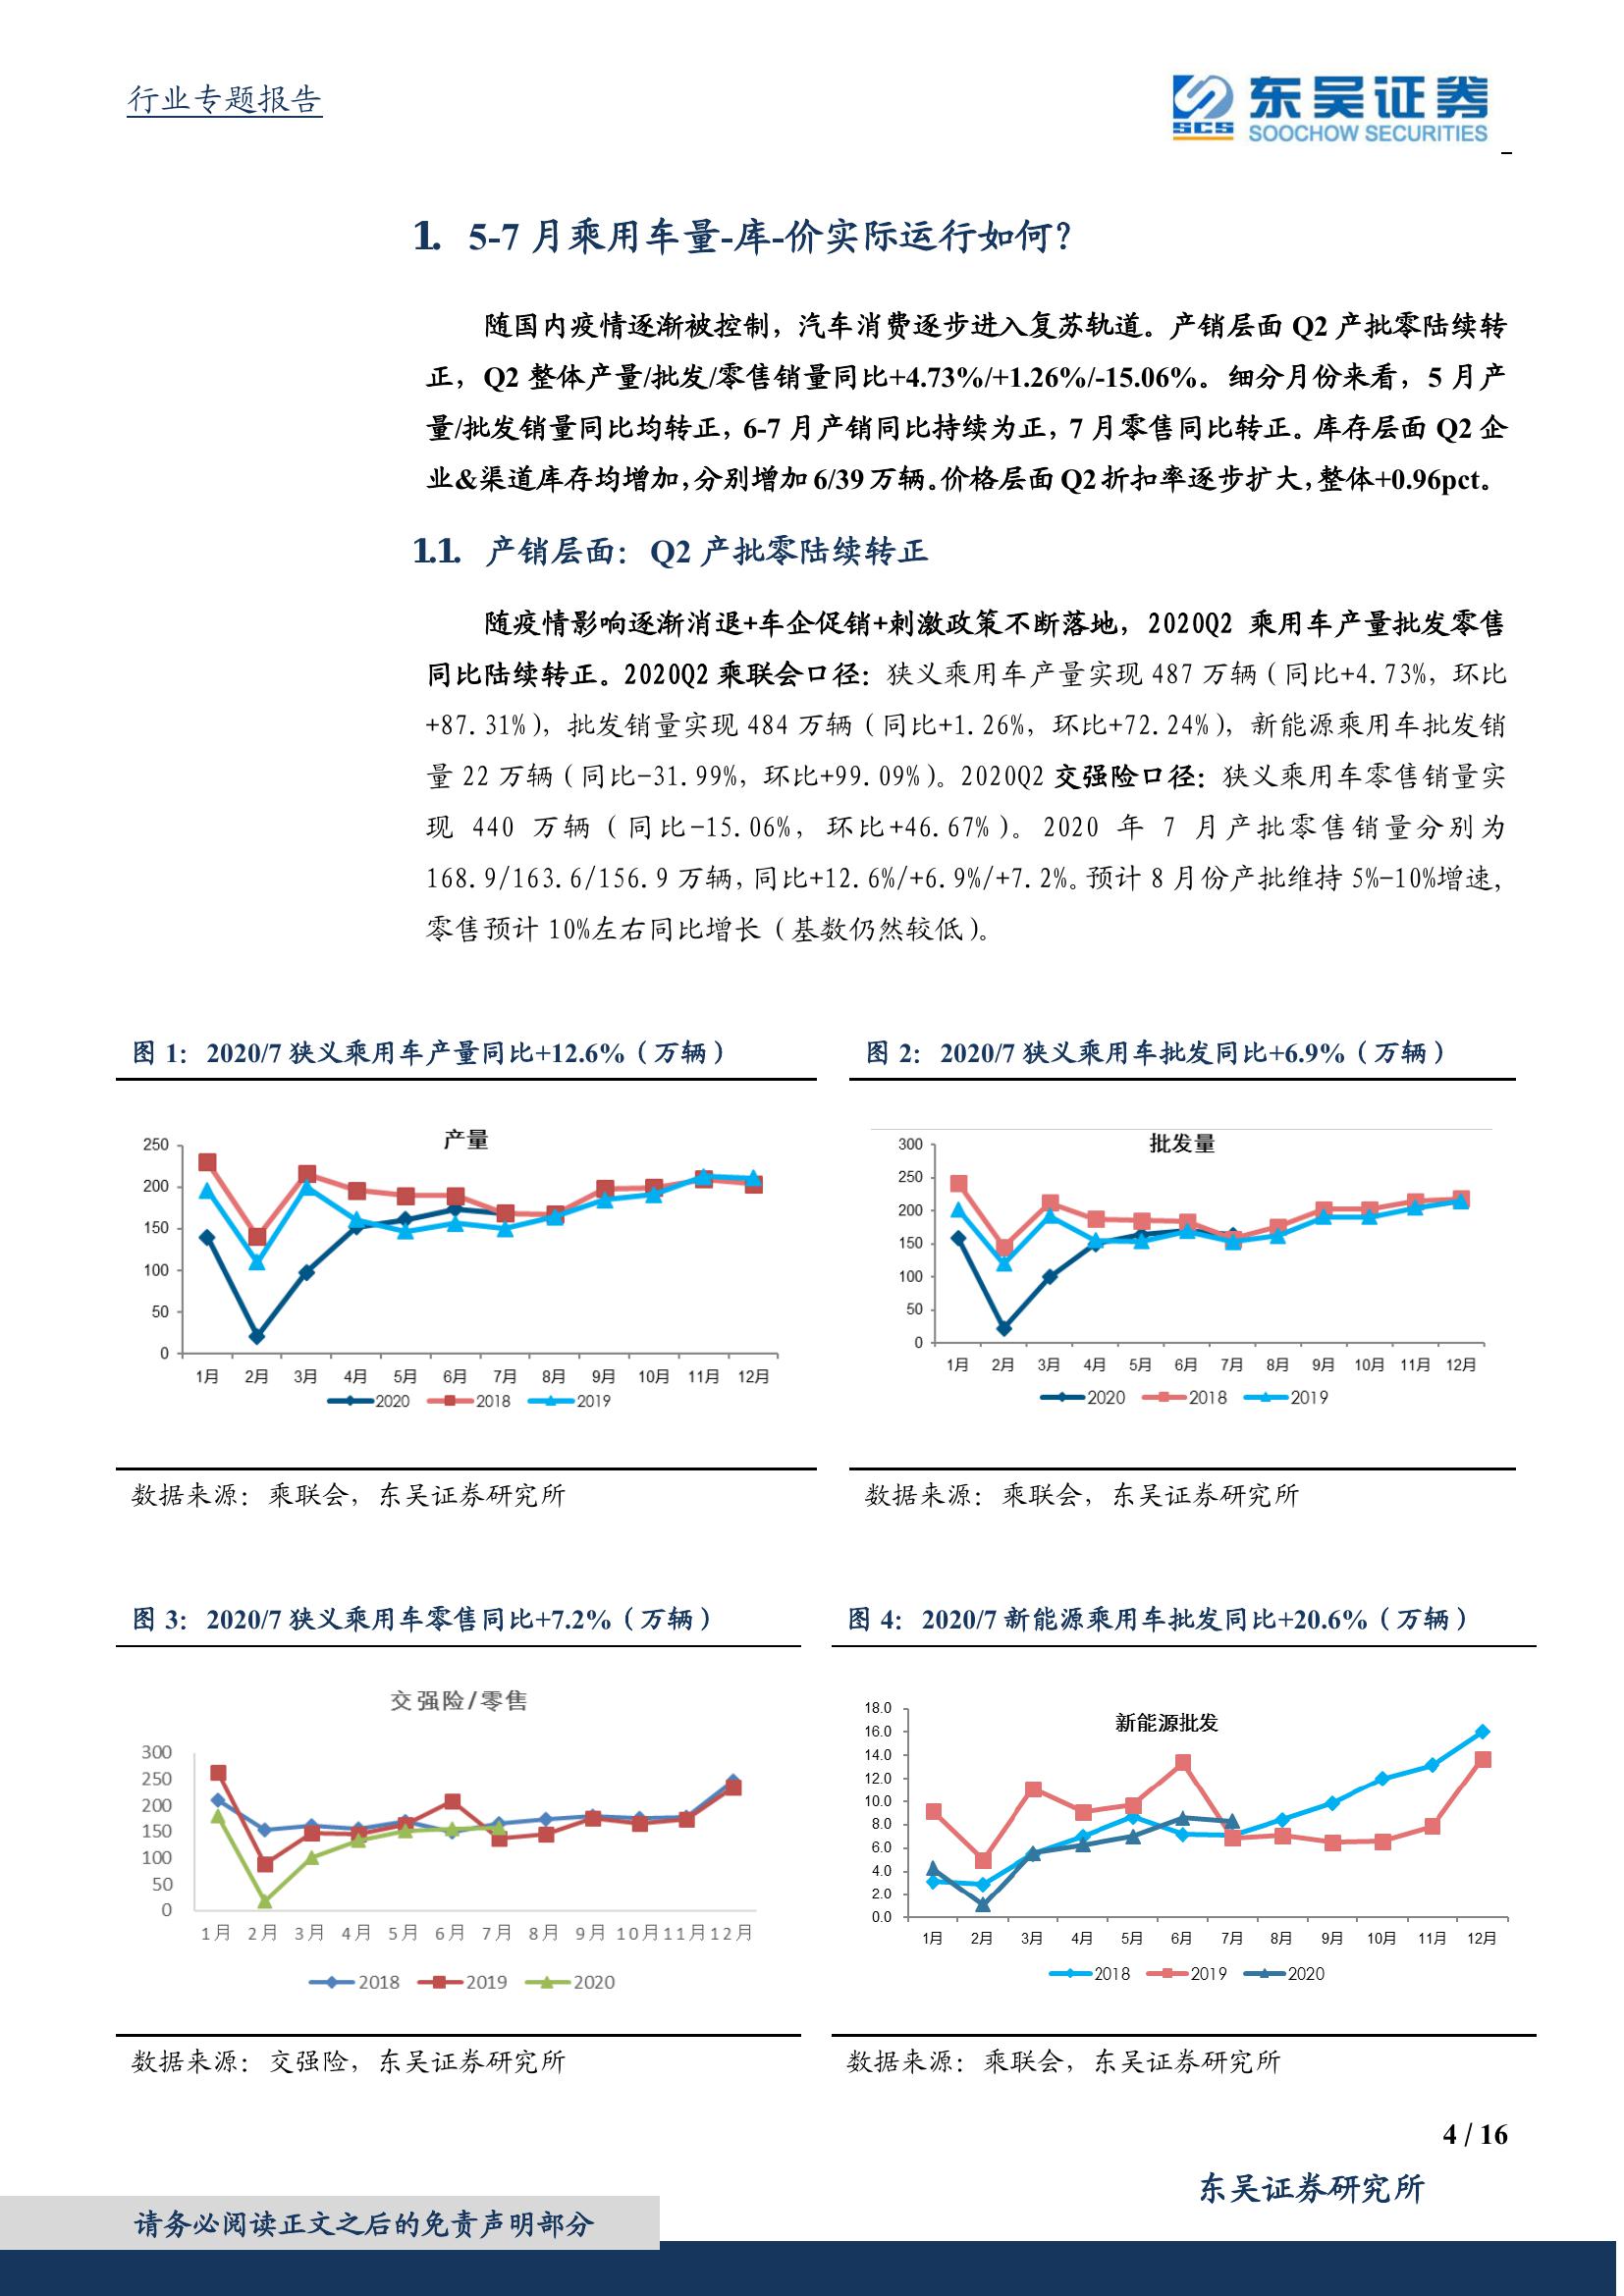 行业专题报告
SCS
东吴证券
SOOCHOW SECURITIES
1. 5-7 月乘用车量-库-价实际运行如何？
随国内疫情逐渐被控制，汽车消费逐步进入复苏轨道。产销层面 Q2 产批零陆续转
正， Q2 整体产量/批发/零售销量同比+4.73%/+1.26%/-15.06%。细分月份来看，5 月产
量/批发销量同比均转正，6-7 月产销同比持续为正，7 月零售同比转正。库存层面 Q2 企
业&渠道库存均增加，分别增加 6/39 万辆。价格层面 Q2 折扣率逐步扩大，整体+0.96pct。
1.1. 产销层面：Q2 产批零陆续转正
随疫情影响逐渐消退+车企促销+刺激政策不断落地，2020Q2 乘用车产量批发零售
同比陆续转正。2020Q2 乘联会口径：狭义乘用车产量实现 487 万辆（同比+4.73%，环比
+87.31%），批发销量实现 484 万辆（同比+1.26%，环比+72.24%），新能源乘用车批发销
量 22 万辆（同比-31.99%，环比+99.09%）。2020Q2 交强险口径：狭义乘用车零售销量实
现 440 万辆（同比-15.06%，环比+46.67%）。2020 年 7 月产批零售销量分别为
168.9/163.6/156.9 万辆，同比+12.6%/+6.9%/+7.2%。预计 8 月份产批维持 5%-10%增速，
零售预计 10%左右同比增长（基数仍然较低）。
图 1： 2020/7 狭义乘用车产量同比+12.6%（万辆）
产量
250
200
150
100
50
0
1月 2月 3月 4月 5月 6月 7月 8月 9月 10月 11月 12月
2020 2018 2019
数据来源：乘联会，东吴证券研究所
图 2： 2020/7 狭义乘用车批发同比+6.9%（万辆）
批发量
300
250
200
150
100
50
0
1月 2月 3月 4月 5月 6月 7月 8月 9月 10月 11月 12月
2020 2018 2019
数据来源：乘联会，东吴证券研究所
图 3： 2020/7 狭义乘用车零售同比+7.2%（万辆）
交强险/零售
300
250
200
150
100
50
0
1月 2月 3月 4月 5月 6月 7月 8月 9月 10月 11月 12月
2018 2019 2020
数据来源：交强险，东吴证券研究所
图 4： 2020/7 新能源乘用车批发同比+20.6%（万辆）
新能源批发
18.0
16.0
14.0
12.0
10.0
8.0
6.0
4.0
2.0
0.0
1月 2月 3月 4月 5月 6月 7月 8月 9月 10月 11月 12月
2018 2019 2020
数据来源：乘联会，东吴证券研究所
4 / 16
东吴证券研究所
请务必阅读正文之后的免责声明部分